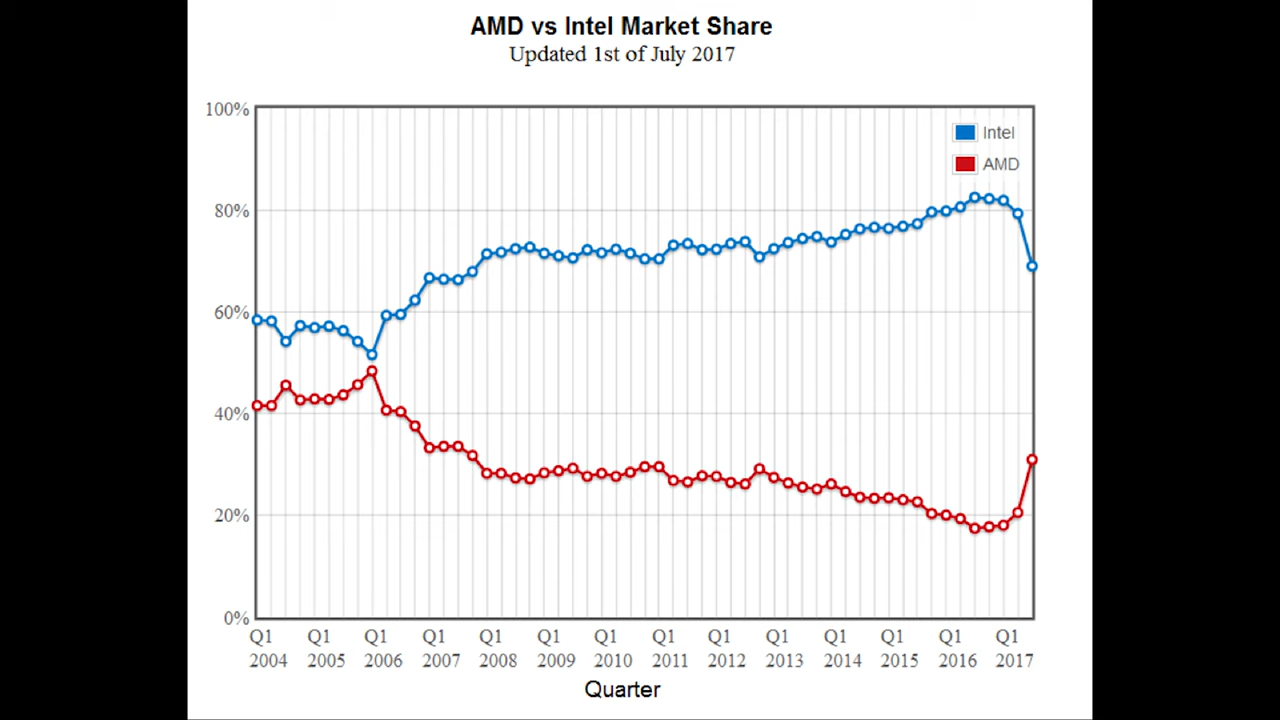 AMD vs Intel Market Share
Updated 1st of July 2017
100%
Intel
AMD
80%
60%
40%
20%
0%
Q1 Q1 Q1 Q1 Q1 Q1 Q1 Q1 Q1 Q1 Q1 Q1 Q1 Q1
2004 2005 2006 2007 2008 2009 2010 2011 2012 2013 2014 2015 2016 2017
Quarter